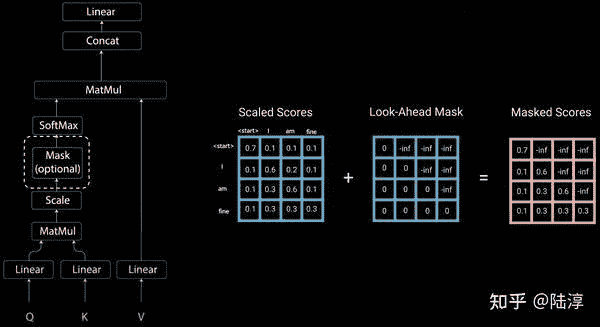 Linear
Concat
MatMul
SoftMax
Mask
(optional)
Scale
MatMul
Linear Linear Linear
Q K V
Scaled Scores
<start> I am fine
<start> 0.7 0.1 0.1 0.1
I 0.1 0.6 0.2 0.1
am 0.1 0.3 0.6 0.1
fine 0.1 0.3 0.3 0.3
+
Look-Ahead Mask
0 -inf -inf -inf
0 0 -inf -inf
0 0 0 -inf
0 0 0 0
=
Masked Scores
0.7 -inf -inf -inf
0.1 0.6 -inf -inf
0.1 0.3 0.6 -inf
0.1 0.3 0.3 0.3
知乎 @陆淳